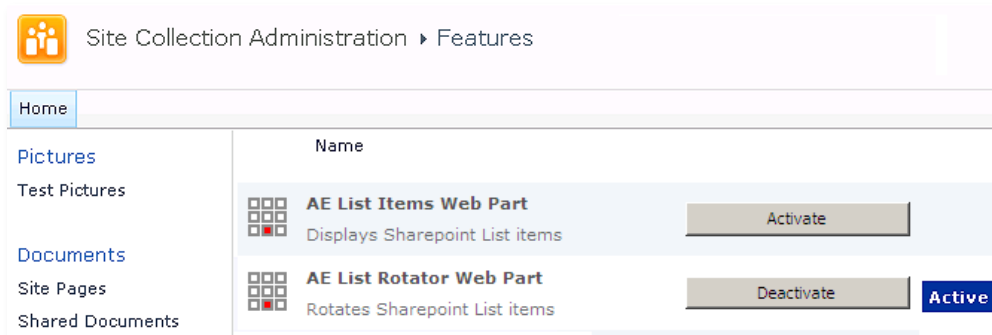 Site Collection Administration ▸ Features
Home
Pictures
Test Pictures
Documents
Site Pages
Shared Documents
Name
AE List Items Web Part
Displays Sharepoint List items
Activate
AE List Rotator Web Part
Rotates Sharepoint List items
Deactivate
Active